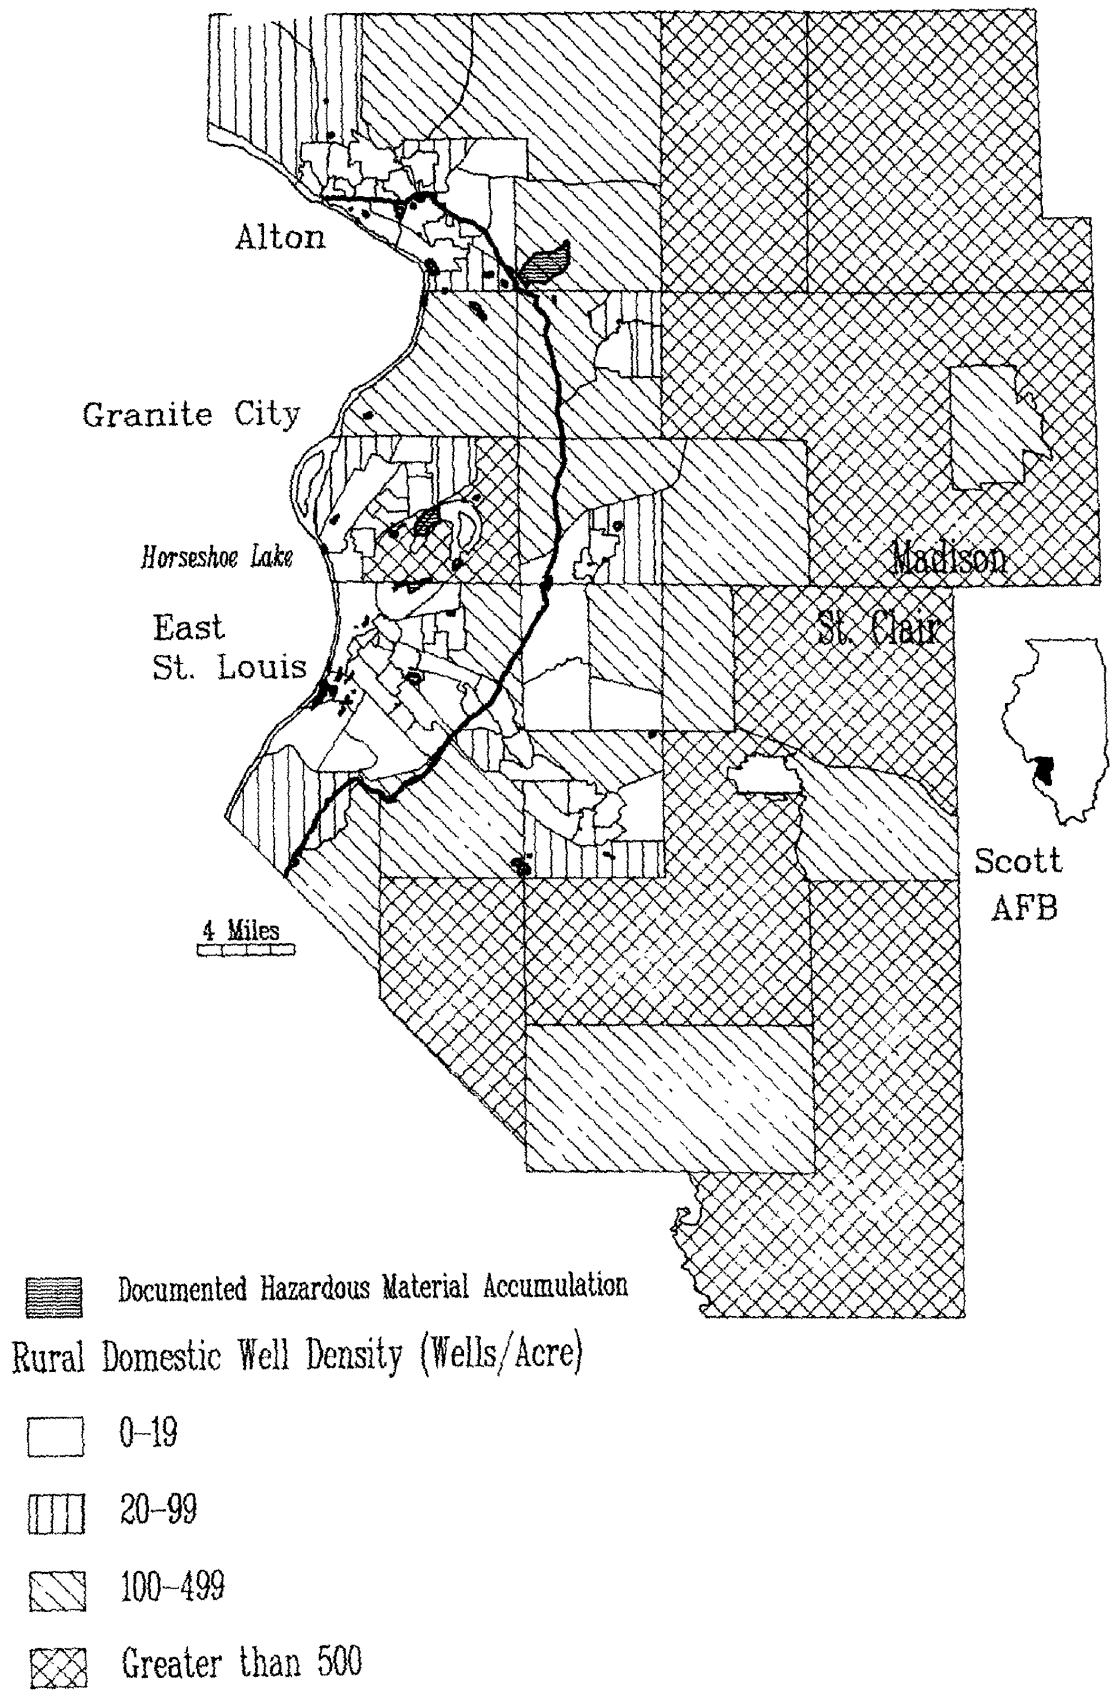 Alton
Granite City
Horseshoe Lake
Madison
East
St. Louis
St. Clair
Scott
AFB
4 Miles
Documented Hazardous Material Accumulation
Rural Domestic Well Density (Wells/Acre)
0-19
20-99
100-499
Greater than 500